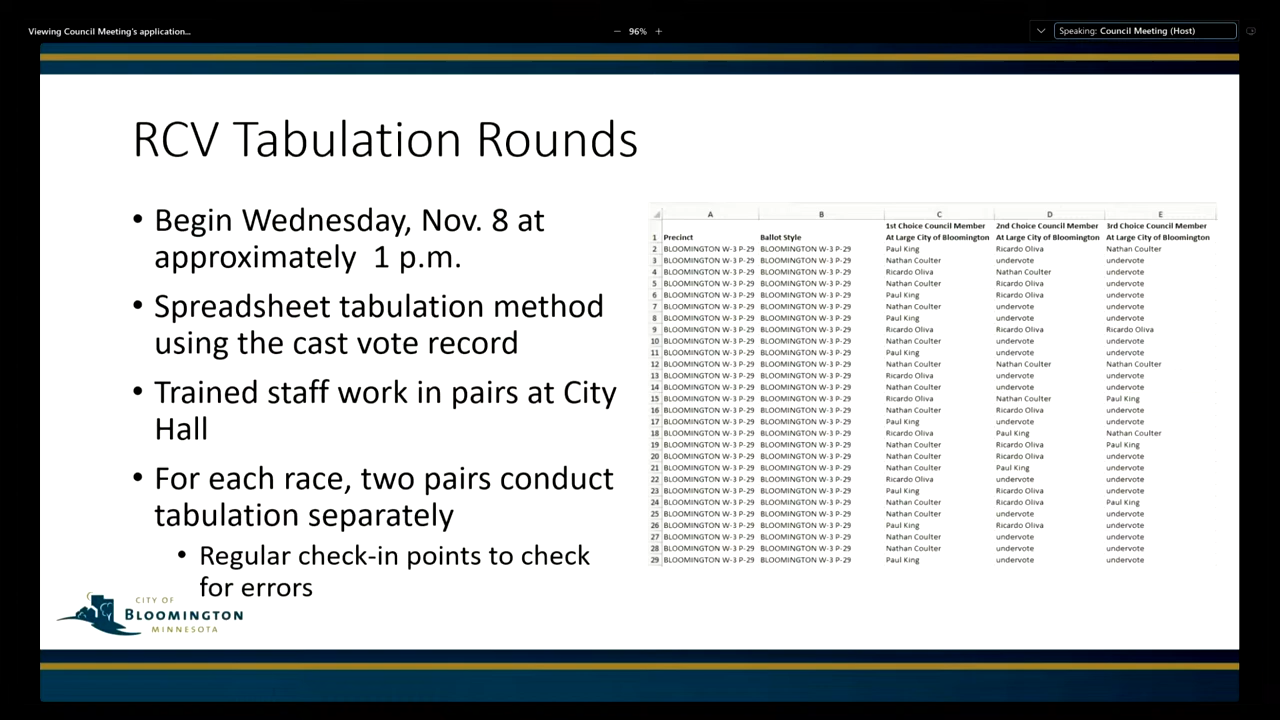 Viewing Council Meeting's application...
− 96% +
Speaking: Council Meeting (Host)
RCV Tabulation Rounds
• Begin Wednesday, Nov. 8 at
approximately 1 p.m.
• Spreadsheet tabulation method
using the cast vote record
• Trained staff work in pairs at City
Hall
• For each race, two pairs conduct
tabulation separately
• Regular check-in points to check
for errors
CITY OF
BLOOMINGTON
MINNESOTA
A B C D E
1st Choice Council Member 2nd Choice Council Member 3rd Choice Council Member
1 Precinct Ballot Style At Large City of Bloomington At Large City of Bloomington At Large City of Bloomington
2 BLOOMINGTON W-3 P-29 BLOOMINGTON W-3 P-29 Paul King Ricardo Oliva Nathan Coulter
3 BLOOMINGTON W-3 P-29 BLOOMINGTON W-3 P-29 Nathan Coulter undervote undervote
4 BLOOMINGTON W-3 P-29 BLOOMINGTON W-3 P-29 Ricardo Oliva Nathan Coulter undervote
5 BLOOMINGTON W-3 P-29 BLOOMINGTON W-3 P-29 Nathan Coulter Ricardo Oliva undervote
6 BLOOMINGTON W-3 P-29 BLOOMINGTON W-3 P-29 Paul King Ricardo Oliva undervote
7 BLOOMINGTON W-3 P-29 BLOOMINGTON W-3 P-29 Nathan Coulter undervote undervote
8 BLOOMINGTON W-3 P-29 BLOOMINGTON W-3 P-29 Paul King undervote undervote
9 BLOOMINGTON W-3 P-29 BLOOMINGTON W-3 P-29 Ricardo Oliva Ricardo Oliva Ricardo Oliva
10 BLOOMINGTON W-3 P-29 BLOOMINGTON W-3 P-29 Nathan Coulter undervote undervote
11 BLOOMINGTON W-3 P-29 BLOOMINGTON W-3 P-29 Paul King undervote undervote
12 BLOOMINGTON W-3 P-29 BLOOMINGTON W-3 P-29 Nathan Coulter Nathan Coulter Nathan Coulter
13 BLOOMINGTON W-3 P-29 BLOOMINGTON W-3 P-29 Ricardo Oliva undervote undervote
14 BLOOMINGTON W-3 P-29 BLOOMINGTON W-3 P-29 Nathan Coulter undervote undervote
15 BLOOMINGTON W-3 P-29 BLOOMINGTON W-3 P-29 Ricardo Oliva Nathan Coulter Paul King
16 BLOOMINGTON W-3 P-29 BLOOMINGTON W-3 P-29 Nathan Coulter Ricardo Oliva undervote
17 BLOOMINGTON W-3 P-29 BLOOMINGTON W-3 P-29 Paul King undervote undervote
18 BLOOMINGTON W-3 P-29 BLOOMINGTON W-3 P-29 Ricardo Oliva Paul King Nathan Coulter
19 BLOOMINGTON W-3 P-29 BLOOMINGTON W-3 P-29 Nathan Coulter Ricardo Oliva Paul King
20 BLOOMINGTON W-3 P-29 BLOOMINGTON W-3 P-29 Nathan Coulter Ricardo Oliva undervote
21 BLOOMINGTON W-3 P-29 BLOOMINGTON W-3 P-29 Nathan Coulter Paul King undervote
22 BLOOMINGTON W-3 P-29 BLOOMINGTON W-3 P-29 Ricardo Oliva undervote undervote
23 BLOOMINGTON W-3 P-29 BLOOMINGTON W-3 P-29 Paul King Ricardo Oliva undervote
24 BLOOMINGTON W-3 P-29 BLOOMINGTON W-3 P-29 Nathan Coulter Ricardo Oliva Paul King
25 BLOOMINGTON W-3 P-29 BLOOMINGTON W-3 P-29 Nathan Coulter undervote undervote
26 BLOOMINGTON W-3 P-29 BLOOMINGTON W-3 P-29 Paul King Ricardo Oliva undervote
27 BLOOMINGTON W-3 P-29 BLOOMINGTON W-3 P-29 Nathan Coulter undervote undervote
28 BLOOMINGTON W-3 P-29 BLOOMINGTON W-3 P-29 Nathan Coulter undervote undervote
29 BLOOMINGTON W-3 P-29 BLOOMINGTON W-3 P-29 Paul King undervote undervote